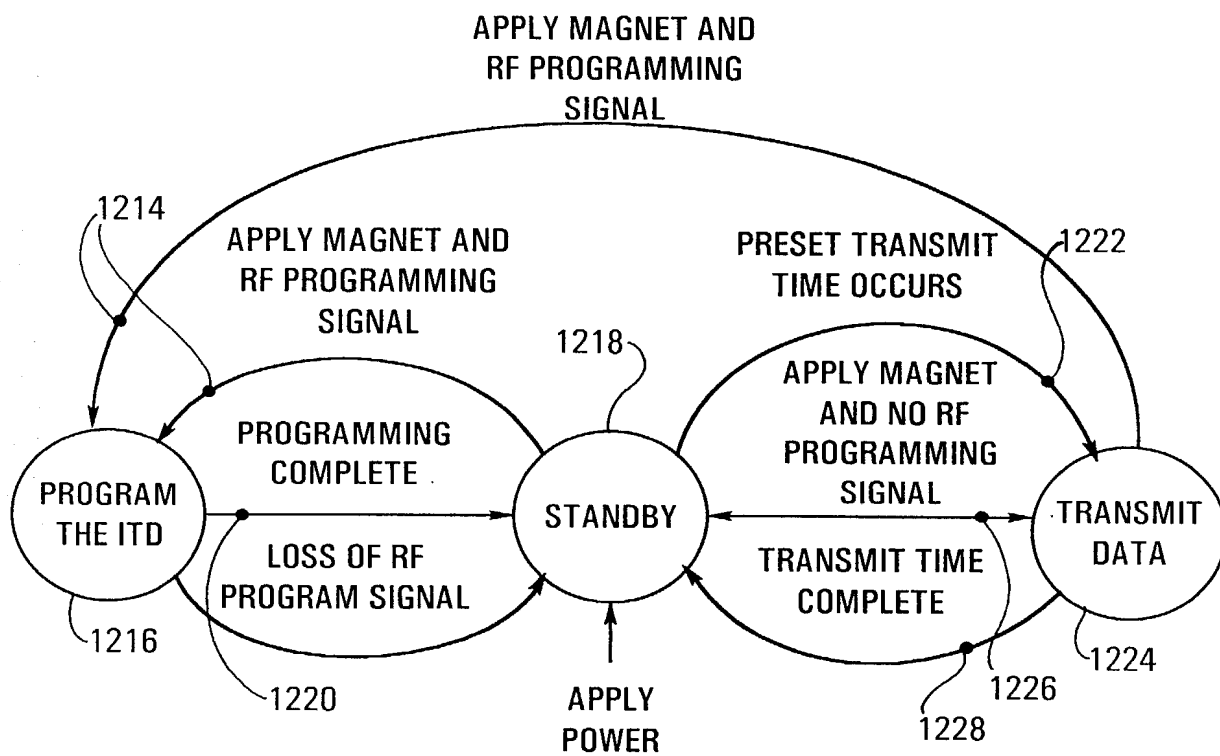 APPLY MAGNET AND
RF PROGRAMMING
SIGNAL
1214
APPLY MAGNET AND
RF PROGRAMMING
SIGNAL
PRESET TRANSMIT
TIME OCCURS
1222
1218
APPLY MAGNET
AND NO RF
PROGRAMMING
SIGNAL
PROGRAMMING
COMPLETE
PROGRAM
THE ITD
STANDBY
TRANSMIT
DATA
LOSS OF RF
PROGRAM SIGNAL
TRANSMIT TIME
COMPLETE
1216
1220
APPLY
POWER
1228
1226
1224